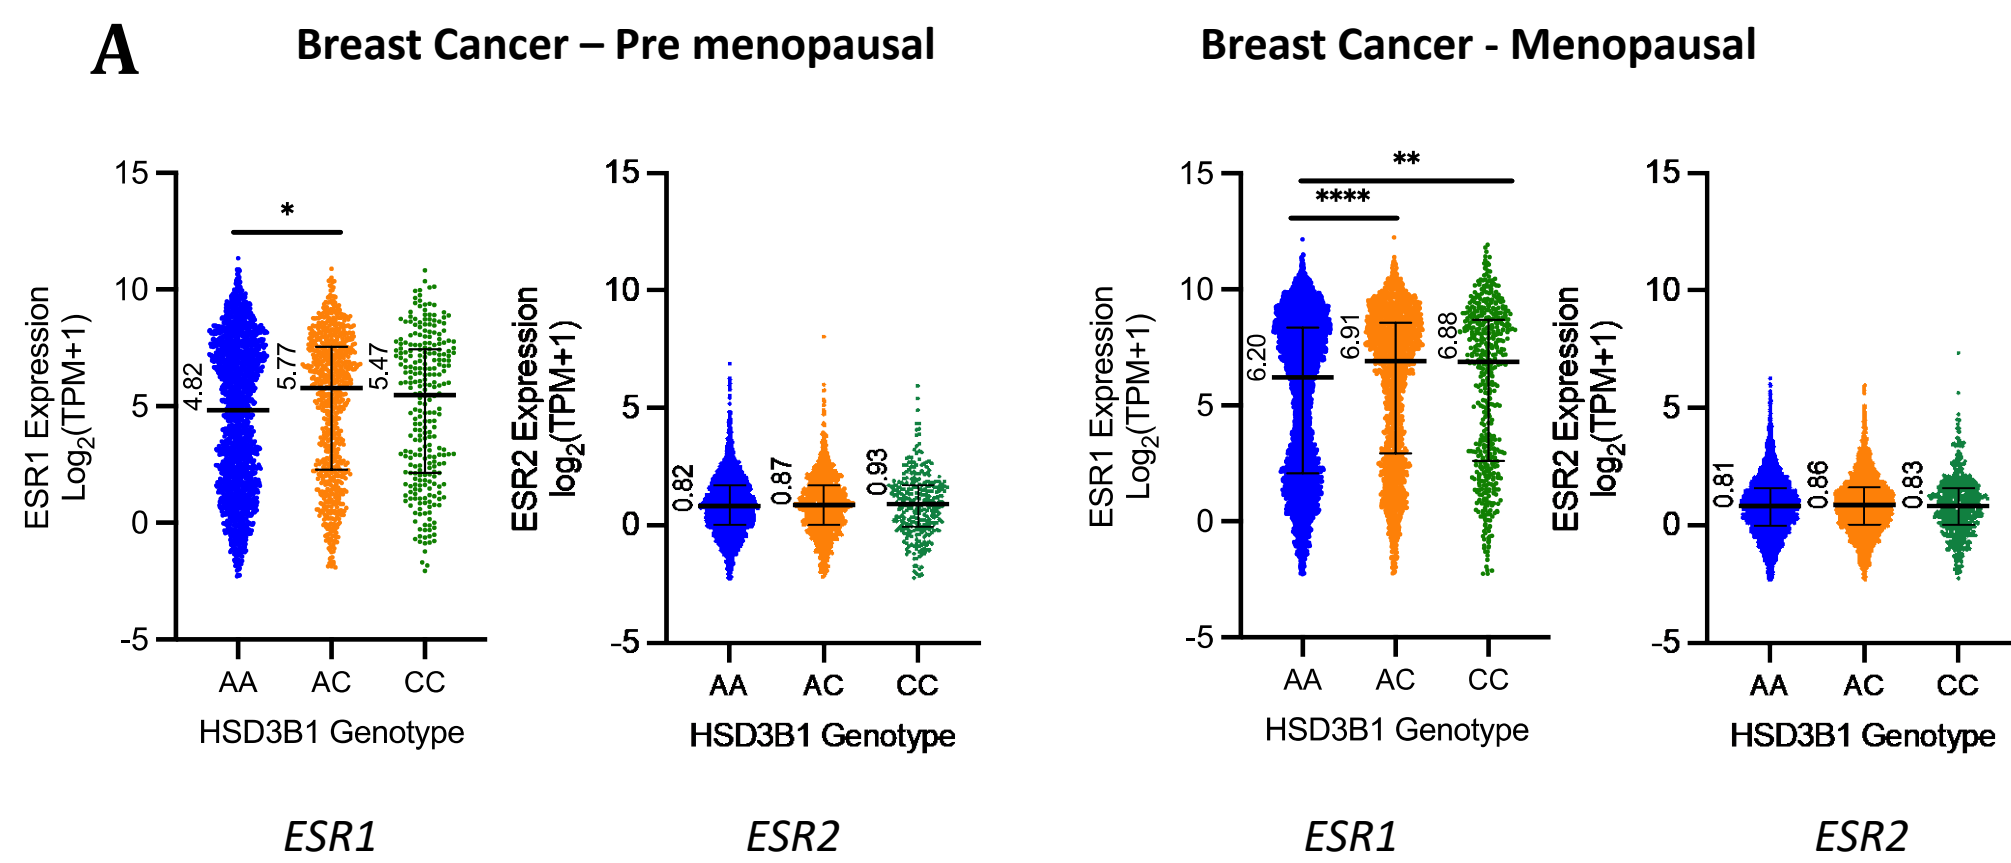 A
Breast Cancer – Pre menopausal
Breast Cancer - Menopausal
ESR1 Expression
Log2(TPM+1)
15
10
5
0
-5
*
4.82
5.77
5.47
AA
AC
CC
HSD3B1 Genotype
ESR1
ESR2 Expression
log2(TPM+1)
15
10
5
0
-5
0.82
0.87
0.93
AA
AC
CC
HSD3B1 Genotype
ESR2
ESR1 Expression
Log2(TPM+1)
15
10
5
0
-5
**
****
6.20
6.91
6.88
AA
AC
CC
HSD3B1 Genotype
ESR1
ESR2 Expression
log2(TPM+1)
15
10
5
0
-5
0.81
0.86
0.83
AA
AC
CC
HSD3B1 Genotype
ESR2